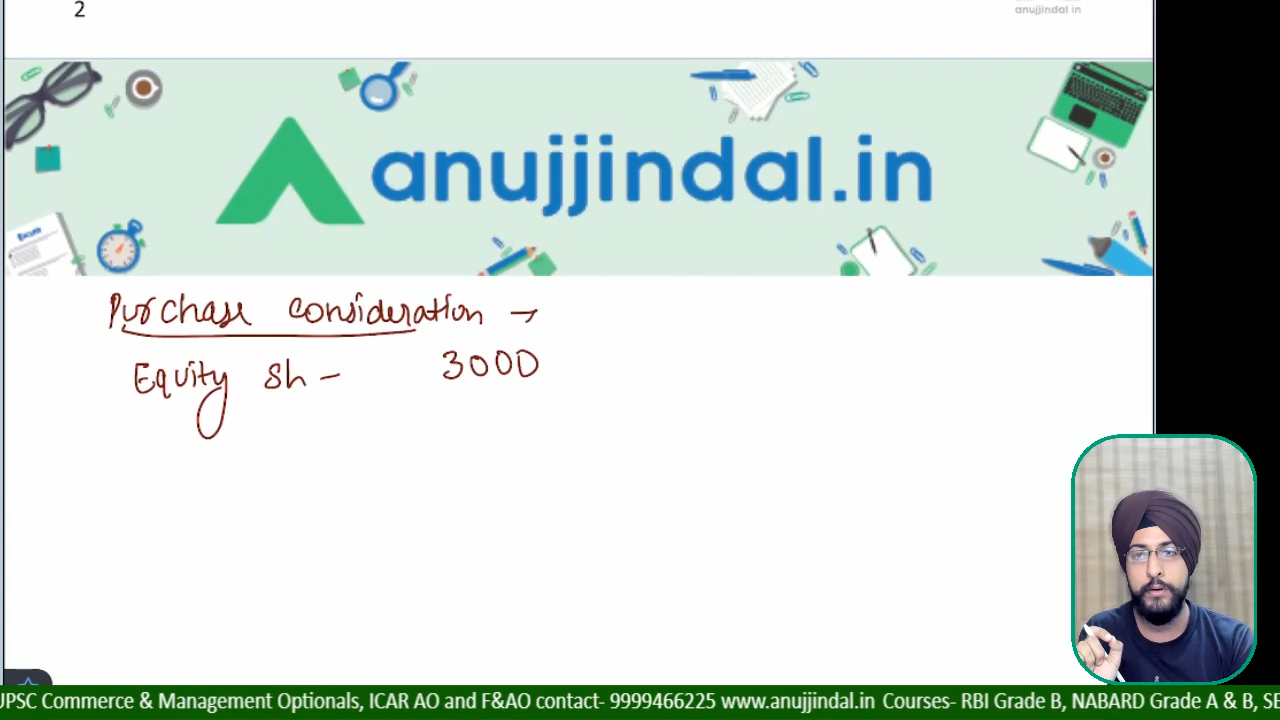 2
anujjindal in
anujjindal.in
Purchase consideration →
Equity Sh - 3000
UPSC Commerce & Management Optionals, ICAR AO and F&AO contact- 9999466225 www.anujjindal.in Courses- RBI Grade B, NABARD Grade A & B, SE